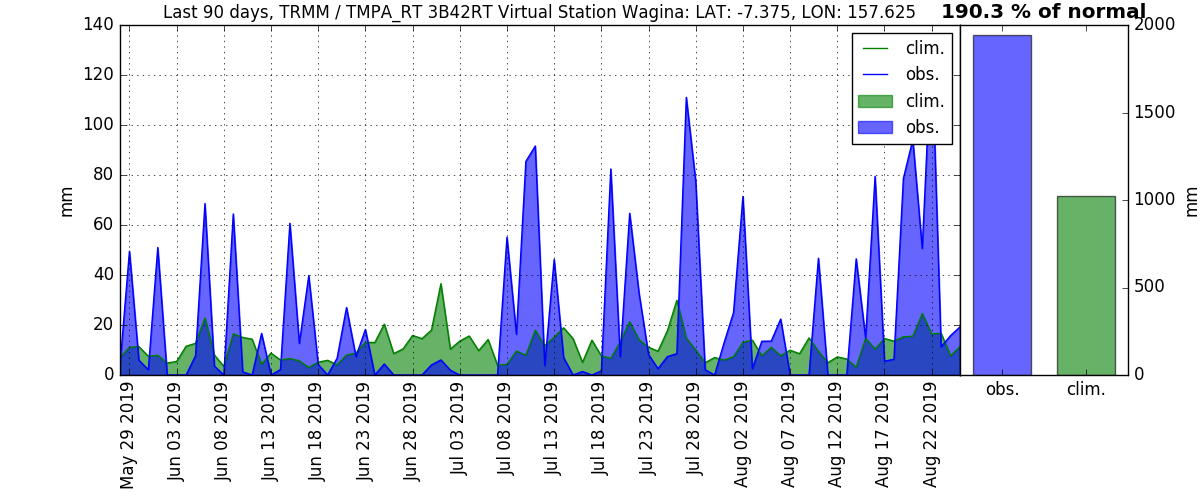 Last 90 days, TRMM / TMPA_RT 3B42RT Virtual Station Wagina: LAT: -7.375, LON: 157.625
190.3 % of normal
mm
140
120
100
80
60
40
20
0
clim.
obs.
clim.
obs.
May 29 2019
Jun 03 2019
Jun 08 2019
Jun 13 2019
Jun 18 2019
Jun 23 2019
Jun 28 2019
Jul 03 2019
Jul 08 2019
Jul 13 2019
Jul 18 2019
Jul 23 2019
Jul 28 2019
Aug 02 2019
Aug 07 2019
Aug 12 2019
Aug 17 2019
Aug 22 2019
2000
1500
1000
500
0
mm
obs.
clim.